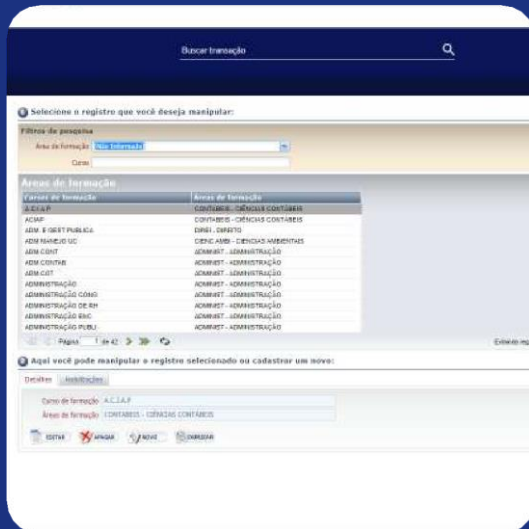 Buscar transação
Selecione o registro que você deseja manipular:
Filtros de pesquisa
Área de formação Não Informado
Curso
Áreas de formação
Cursos de formação Áreas de formação
A.C.I.A.P CONTABEIS - CIÊNCIAS CONTÁBEIS
ACIAP CONTABEIS - CIÊNCIAS CONTÁBEIS
ADM. E GEST PUBLICA DIREI - DIREITO
ADM MANEJO UC CIENC AMBI - CIENCIAS AMBIENTAIS
ADM.CONT ADMINIST - ADMINISTRAÇÃO
ADM.CONTAB ADMINIST - ADMINISTRAÇÃO
ADM.COT ADMINIST - ADMINISTRAÇÃO
ADMINISTRAÇÃO ADMINIST - ADMINISTRAÇÃO
ADMINISTRAÇÃO ADMINIST - ADMINISTRAÇÃO
ADMINISTRAÇÃO DE RH ADMINIST - ADMINISTRAÇÃO
ADMINISTRAÇÃO ADMINIST - ADMINISTRAÇÃO
ADMINISTRAÇÃO PUBLI ADMINIST - ADMINISTRAÇÃO
Página 1 de 42
Aqui você pode manipular o registro selecionado ou cadastrar um novo:
Detalhes Habilitações
Curso de formação A.C.I.A.P
Áreas de formação CONTABEIS - CIÊNCIAS CONTÁBEIS
EDITAR APAGAR NOVO